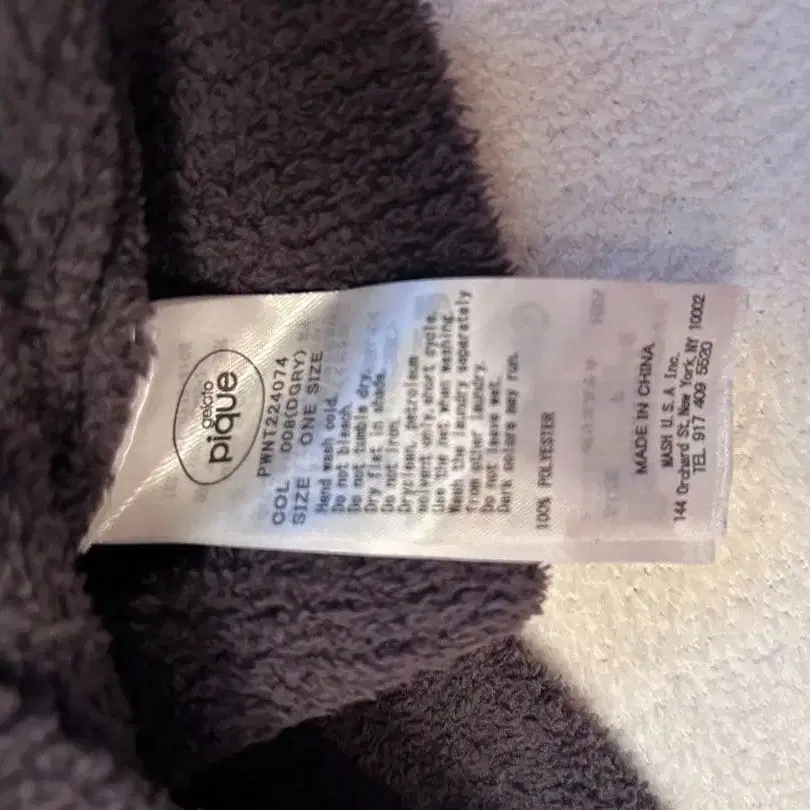 gelato
pique
PWNT224074
COL 008(DGRY)
SIZE ONE SIZE
Hand wash cold.
Do not bleach.
Do not tumble dry.
Dry flat in shade.
Do not iron.
Dryclean, petroleum
solvent only,short cycle.
Use the net when washing.
Wash the laundry separately
from other laundry.
Do not leave wet.
Dark colors may run.
100% POLYESTER
MADE IN CHINA
MASH U.S.A Inc.
144 Orchard St, New York, NY 10002
TEL 917 409 5520